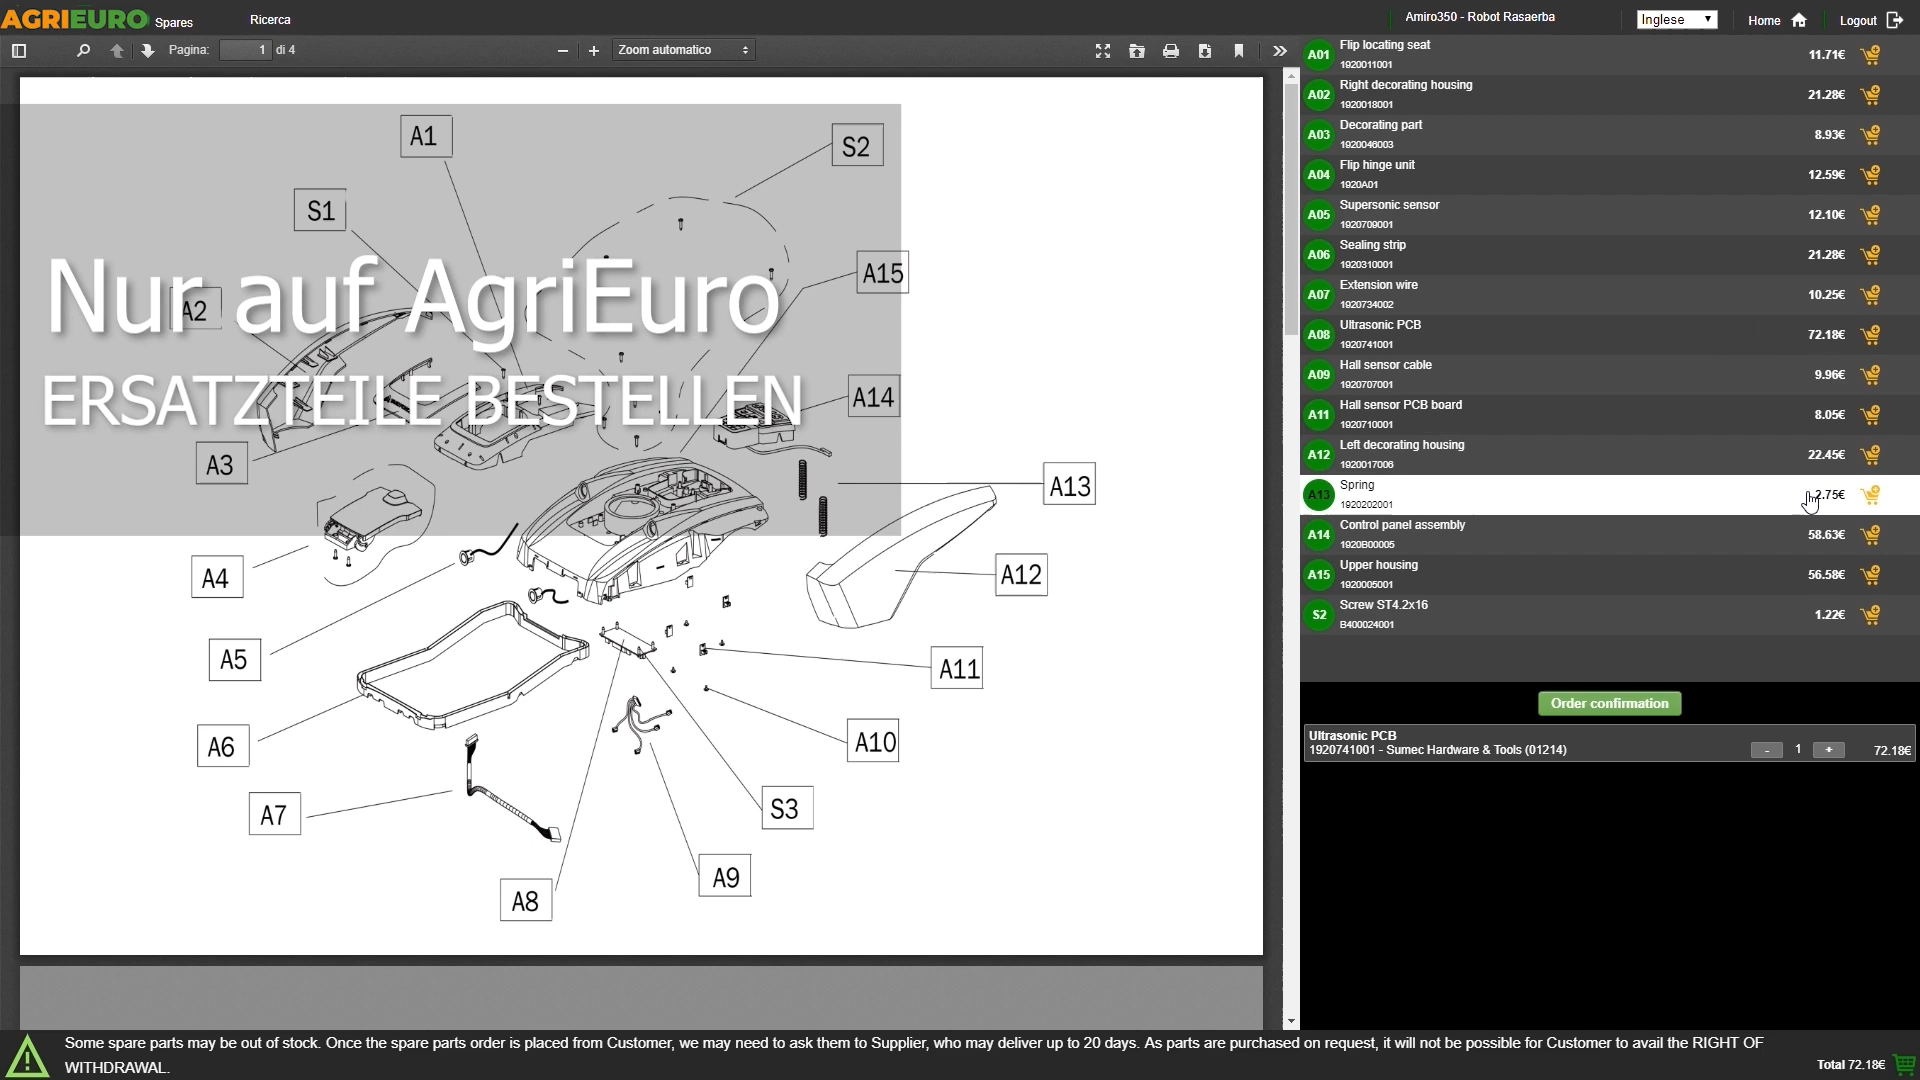 AGRIEURO Spares
Ricerca
Amiro350 - Robot Rasaerba
Inglese
Home
Logout
Pagina: 1 di 4
Zoom automatico
A1
S2
S1
A15
A2
Nur auf AgriEuro
ERSATZTEILE BESTELLEN
A14
A3
A13
A4
A12
A5
A11
A6
A10
A7
S3
A9
A8
A01 Flip locating seat 11.71€
1920011001
A02 Right decorating housing 21.28€
1920018001
A03 Decorating part 8.93€
1920046003
A04 Flip hinge unit 12.59€
1920A01
A05 Supersonic sensor 12.10€
1920709001
A06 Sealing strip 21.28€
1920310001
A07 Extension wire 10.25€
1920734002
A08 Ultrasonic PCB 72.18€
1920741001
A09 Hall sensor cable 9.96€
1920707001
A11 Hall sensor PCB board 8.05€
1920710001
A12 Left decorating housing 22.45€
1920017006
A13 Spring 2.75€
1920202001
A14 Control panel assembly 58.63€
1920B00005
A15 Upper housing 56.58€
1920005001
S2 Screw ST4.2x16 1.22€
B400024001
Order confirmation
Ultrasonic PCB
1920741001 - Sumec Hardware & Tools (01214) - 1 + 72.18€
Some spare parts may be out of stock. Once the spare parts order is placed from Customer, we may need to ask them to Supplier, who may deliver up to 20 days. As parts are purchased on request, it will not be possible for Customer to avail the RIGHT OF
WITHDRAWAL.
Total 72.18€